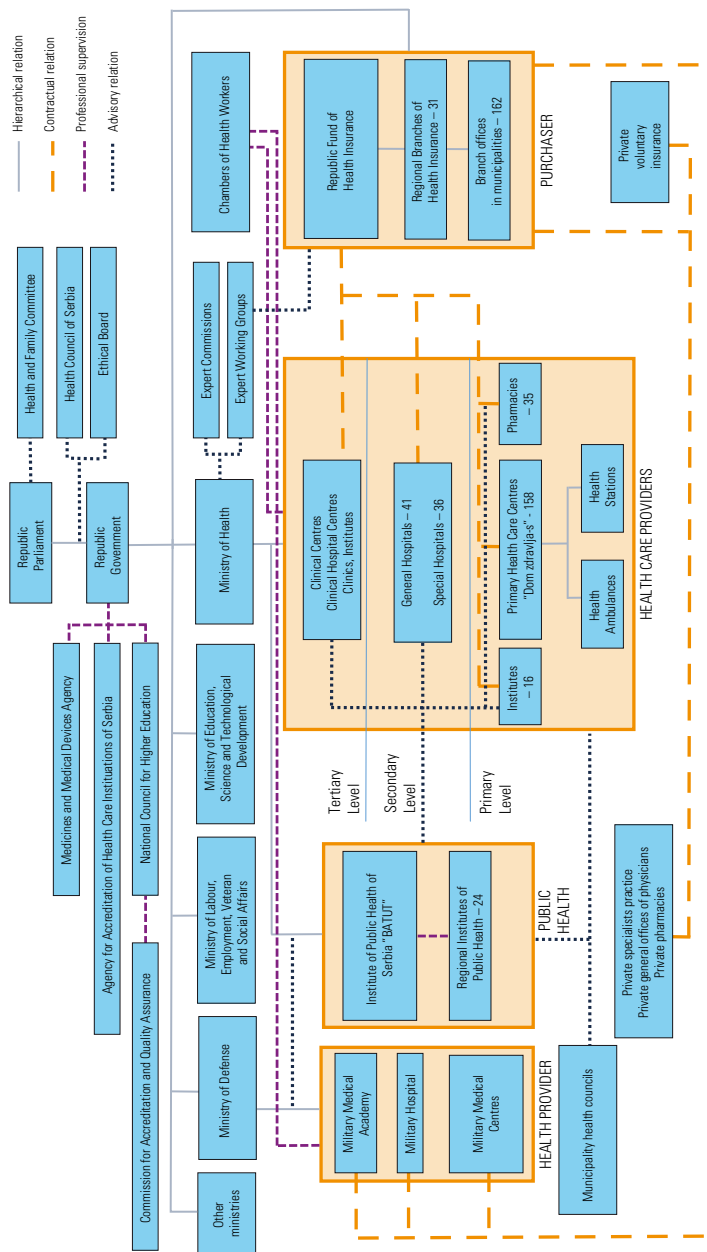 Hierarchical relation
Contractual relation
Professional supervision
Advisory relation
Republic
Parliament
Health and Family Committee
Health Council of Serbia
Ethical Board
Republic
Government
Medicines and Medical Devices Agency
Agency for Accreditation of Health Care Instituations of Serbia
National Council for Higher Education
Commission for Accreditation and Quality Assurance
Other
ministries
Ministry of Defense
Ministry of Labour,
Employment, Veteran
and Social Affairs
Ministry of Education,
Science and Technological
Development
Ministry of Health
Expert Commissions
Expert Working Groups
Chambers of Health Workers
Military Medical
Academy
Military Hospital
Military Medical
Centres
HEALTH PROVIDER
Institute of Public Health of
Serbia “BATUT”
Regional Institutes of
Public Health – 24
PUBLIC
HEALTH
Tertiary
Level
Secondary
Level
Primary
Level
Clinical Centres
Clinical Hospital Centres
Clinics, Institutes
General Hospitals – 41
Special Hospitals – 36
Institutes
– 16
Primary Health Care Centres
“Dom zdravlja-s” - 158
Pharmacies
– 35
Health
Ambulances
Health
Stations
HEALTH CARE PROVIDERS
Republic Fund of
Health Insurance
Regional Branches of
Health Insurance – 31
Branch offices
in municipalities – 162
PURCHASER
Municipality health councils
Private specialists practice
Private general offices of physicians
Private pharmacies
Private
voluntary
insurance